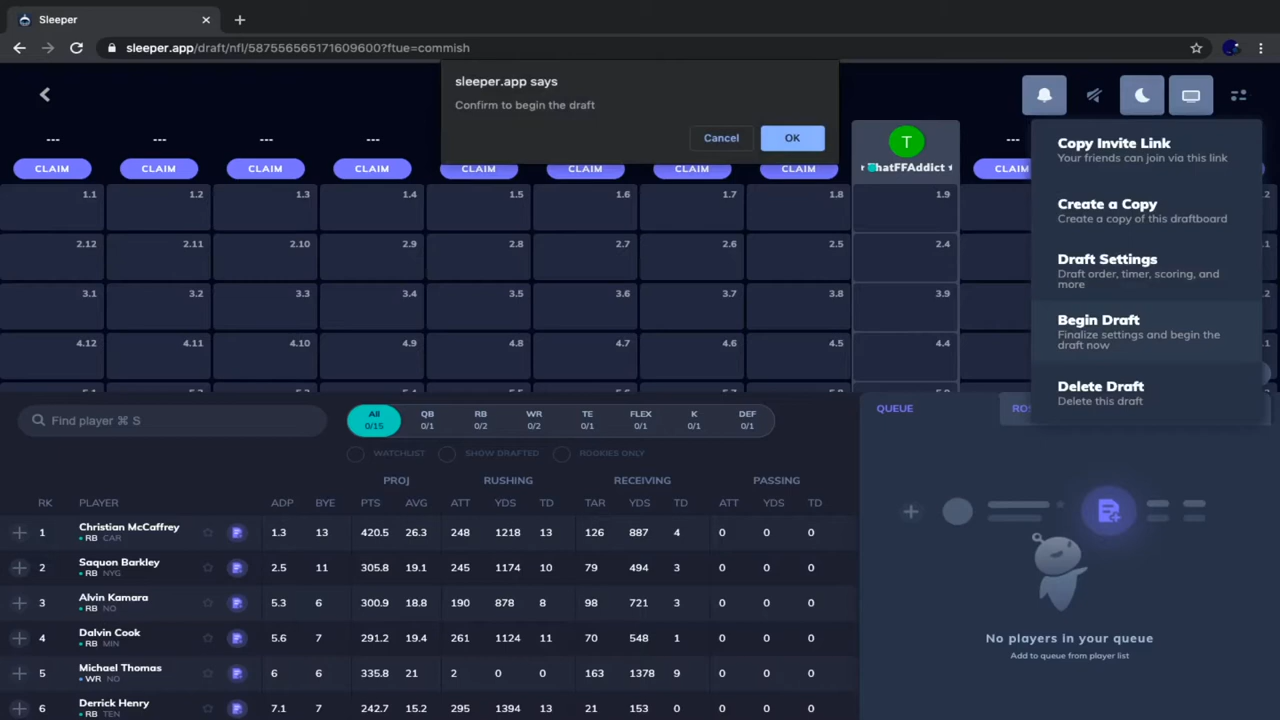 Sleeper
sleeper.app/draft/nfl/587556565171609600?ftue=commish
sleeper.app says
Confirm to begin the draft
Cancel
OK
---
---
---
---
---
T
CLAIM
CLAIM
CLAIM
CLAIM
CLAIM
CLAIM
CLAIM
CLAIM
ThatFFAddict
CLAIM
1.1
1.2
1.3
1.4
1.5
1.6
1.7
1.8
1.9
2.12
2.11
2.10
2.9
2.8
2.7
2.6
2.5
2.4
3.1
3.2
3.3
3.4
3.5
3.6
3.7
3.8
3.9
4.12
4.11
4.10
4.9
4.8
4.7
4.6
4.5
4.4
Copy Invite Link
Your friends can join via this link
Create a Copy
Create a copy of this draftboard
Draft Settings
Draft order, timer, scoring, and
more
Begin Draft
Finalize settings and begin the
draft now
Delete Draft
Delete this draft
Find player ⌘ S
All
0/15
QB
0/1
RB
0/2
WR
0/2
TE
0/1
FLEX
0/1
K
0/1
DEF
0/1
WATCHLIST
SHOW DRAFTED
ROOKIES ONLY
PROJ
RUSHING
RECEIVING
PASSING
RK PLAYER ADP BYE PTS AVG ATT YDS TD TAR YDS TD ATT YDS TD
1 Christian McCaffrey 1.3 13 420.5 26.3 248 1218 13 126 887 4 0 0 0
RB CAR
2 Saquon Barkley 2.5 11 305.8 19.1 245 1174 10 79 494 3 0 0 0
RB NYG
3 Alvin Kamara 5.3 6 300.9 18.8 190 878 8 98 721 3 0 0 0
RB NO
4 Dalvin Cook 5.6 7 291.2 19.4 261 1124 11 70 548 1 0 0 0
RB MIN
5 Michael Thomas 6 6 335.8 21 2 0 0 163 1378 9 0 0 0
WR NO
6 Derrick Henry 7.1 7 242.7 15.2 295 1394 13 21 153 0 0 0 0
RB TEN
QUEUE
No players in your queue
Add to queue from player list